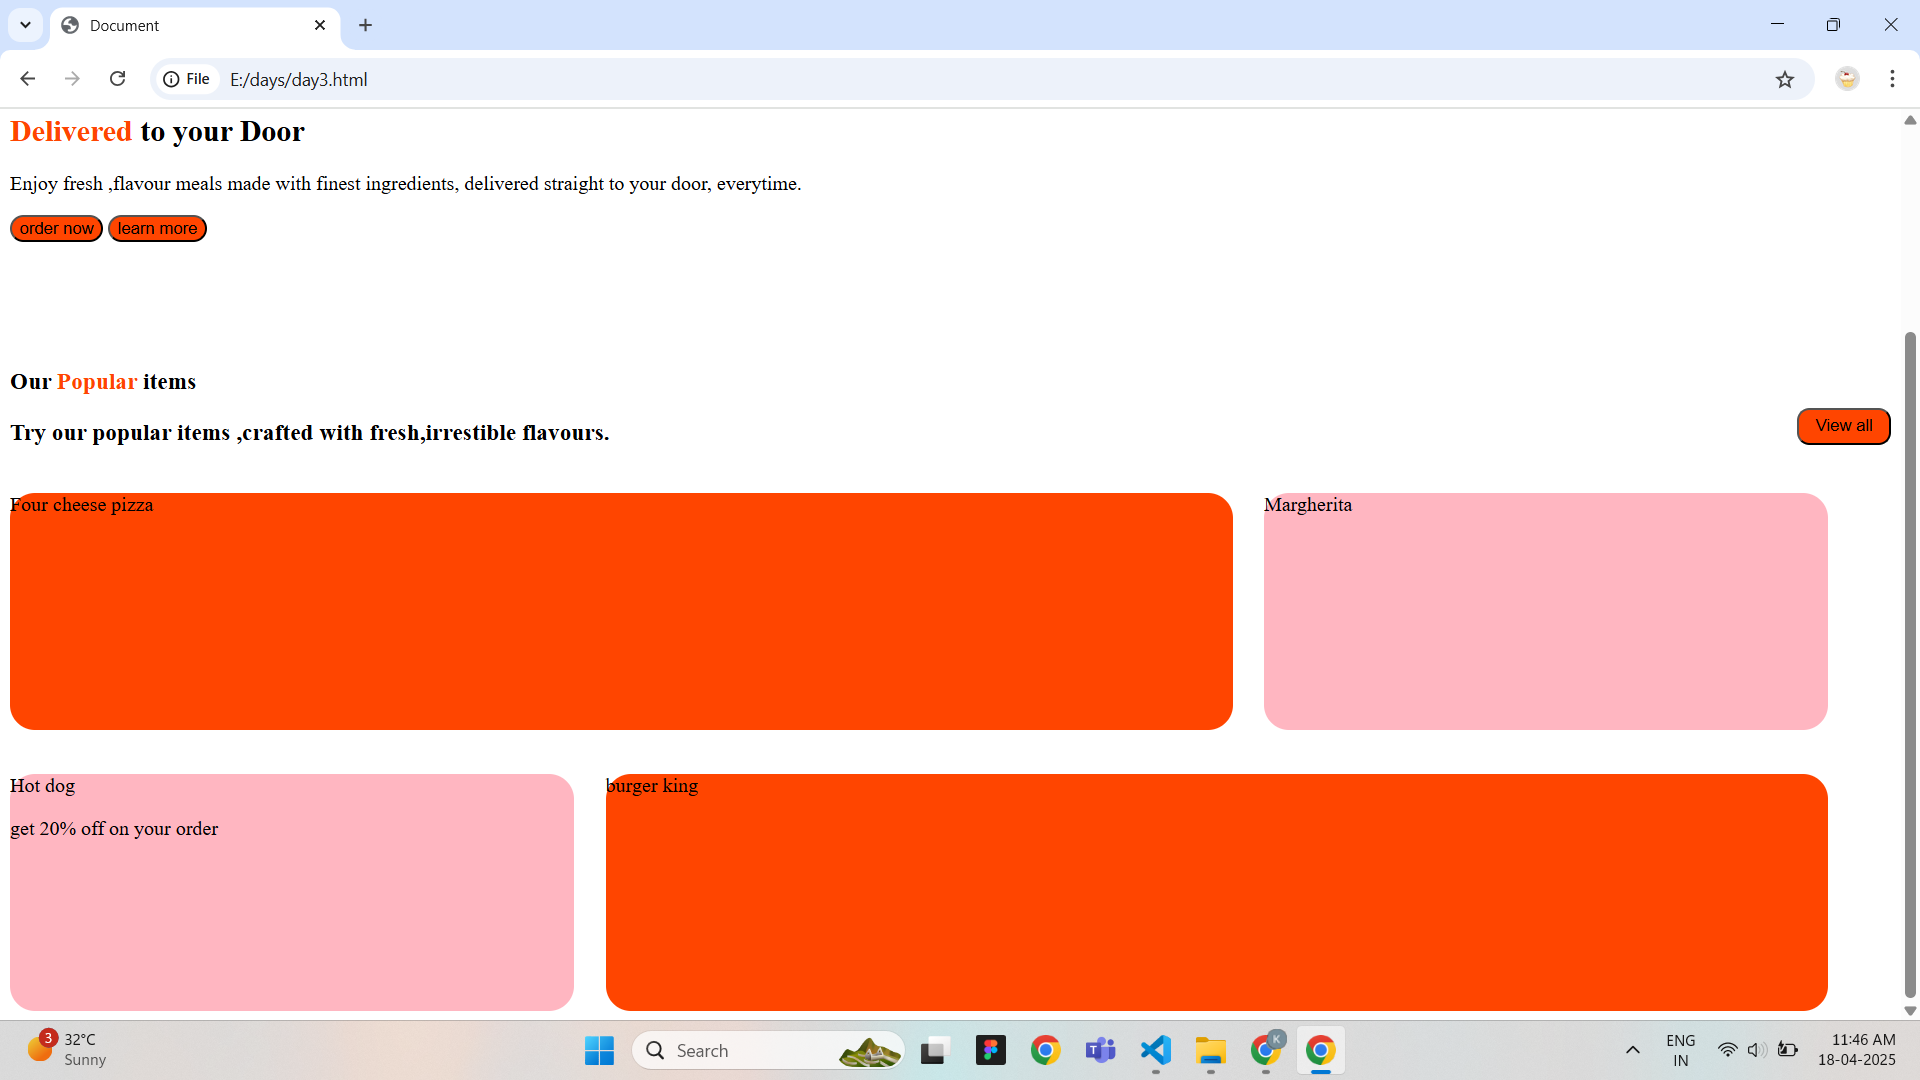 Document
File E:/days/day3.html
Delivered to your Door
Enjoy fresh ,flavour meals made with finest ingredients, delivered straight to your door, everytime.
order now learn more
Our Popular items
Try our popular items ,crafted with fresh,irrestible flavours.
View all
Four cheese pizza
Margherita
Hot dog
burger king
get 20% off on your order
3
32°C
Sunny
Search
K
ENG
IN
11:46 AM
18-04-2025